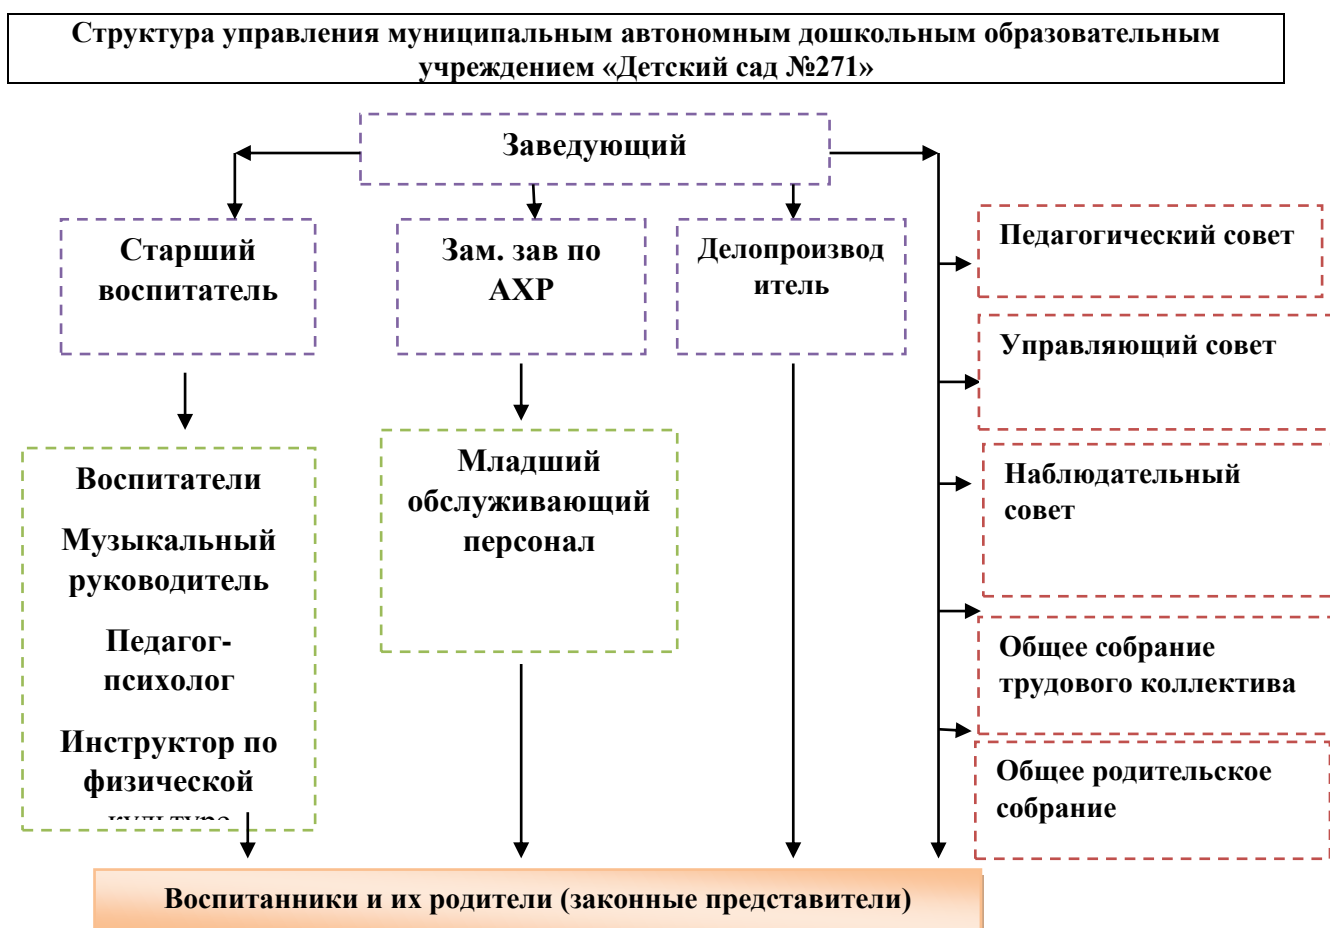 Структура управления муниципальным автономным дошкольным образовательным
учреждением «Детский сад №271»
Заведующий
Старший
воспитатель
Зам. зав по
АХР
Делопроизвод
итель
Педагогический совет
Управляющий совет
Наблюдательный
совет
Общее собрание
трудового коллектива
Общее родительское
собрание
Воспитатели
Музыкальный
руководитель
Педагог-
психолог
Инструктор по
физической
культуре
Младший
обслуживающий
персонал
Воспитанники и их родители (законные представители)